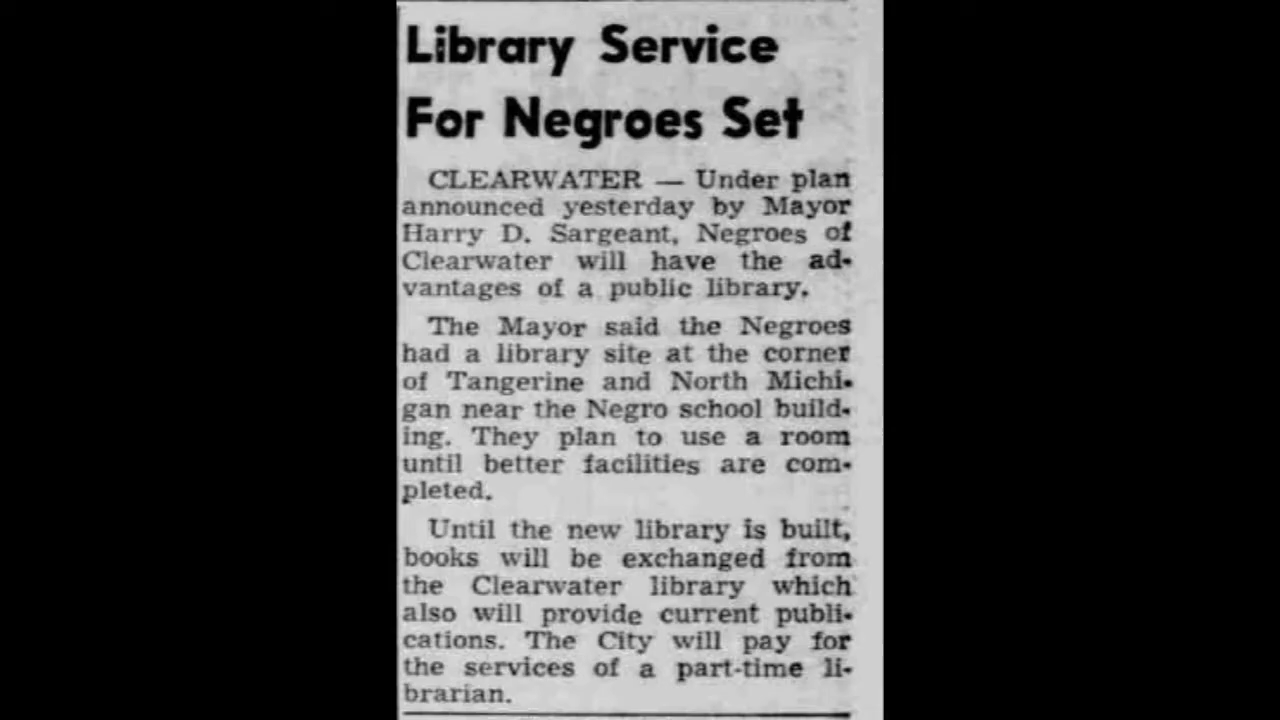 Library Service
For Negroes Set
CLEARWATER — Under plan
announced yesterday by Mayor
Harry D. Sargeant, Negroes of
Clearwater will have the ad-
vantages of a public library.
The Mayor said the Negroes
had a library site at the corner
of Tangerine and North Michi-
gan near the Negro school build-
ing. They plan to use a room
until better facilities are com-
pleted.
Until the new library is built,
books will be exchanged from
the Clearwater library which
also will provide current publi-
cations. The City will pay for
the services of a part-time li-
brarian.